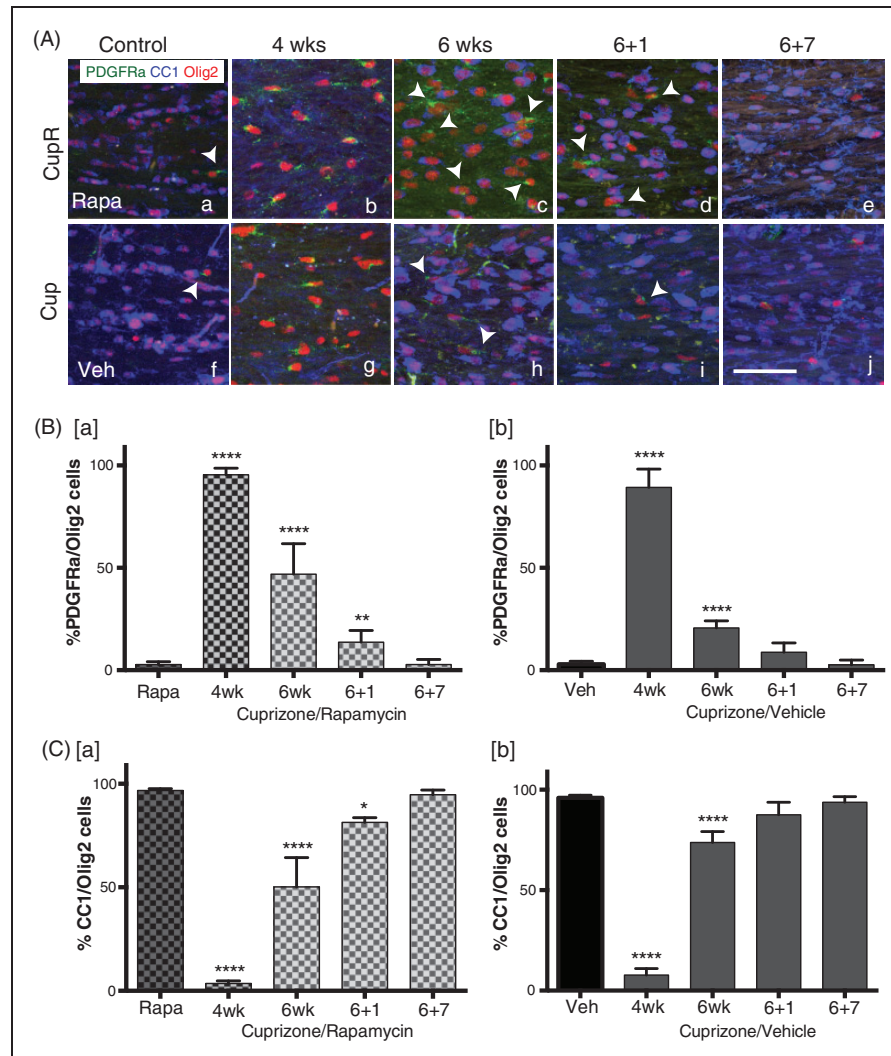 (A)
Control 4 wks 6 wks 6+1 6+7
PDGFRa CC1 Olig2
CupR
Rapa a b c d e
Cup
Veh f g h i j
(B) [a] [b]
%PDGFRa/Olig2 cells
100
50
0
****
****
**
Rapa 4wk 6wk 6+1 6+7
Cuprizone/Rapamycin
%PDGFRa/Olig2 cells
100
50
0
****
****
Veh 4wk 6wk 6+1 6+7
Cuprizone/Vehicle
(C) [a] [b]
% CC1/Olig2 cells
100
50
0
****
****
*
Rapa 4wk 6wk 6+1 6+7
Cuprizone/Rapamycin
% CC1/Olig2 cells
100
50
0
****
****
Veh 4wk 6wk 6+1 6+7
Cuprizone/Vehicle